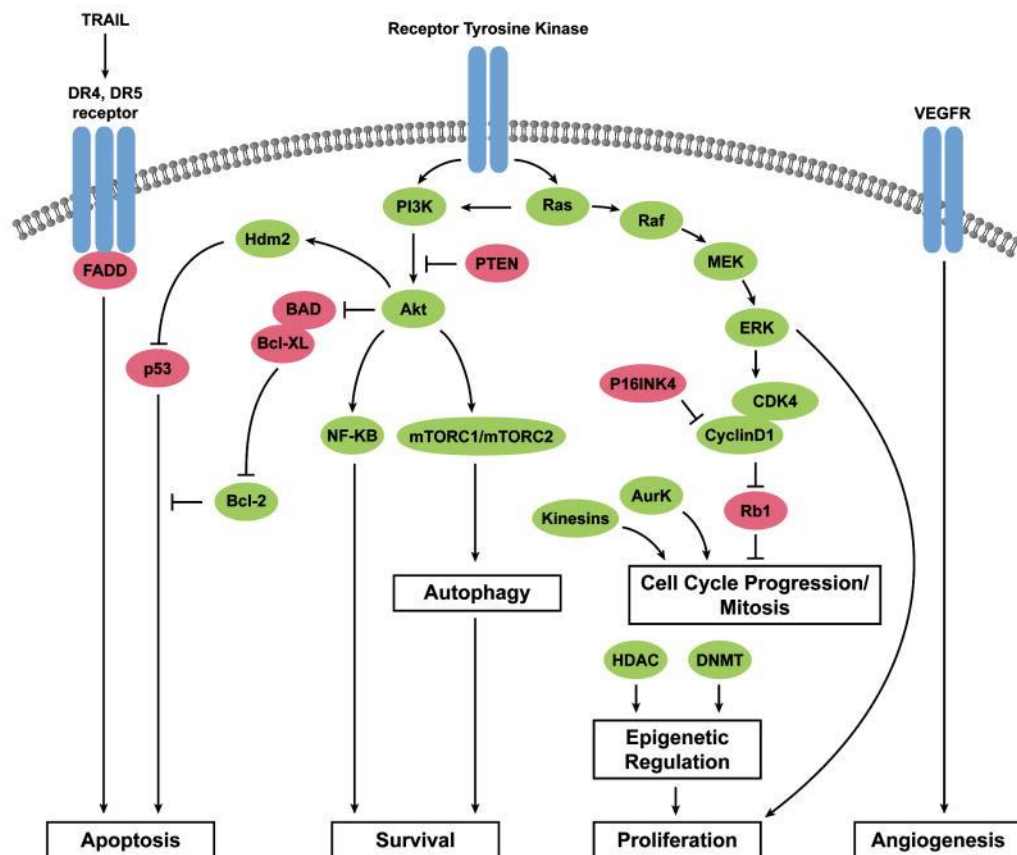 TRAIL
DR4, DR5
receptor
Receptor Tyrosine Kinase
VEGFR
PI3K
Ras
Raf
Hdm2
FADD
PTEN
MEK
BAD
Akt
Bcl-XL
ERK
p53
P16INK4
CDK4
NF-KB
mTORC1/mTORC2
CyclinD1
Bcl-2
AurK
Rb1
Kinesins
Autophagy
Cell Cycle Progression/
Mitosis
HDAC
DNMT
Epigenetic
Regulation
Apoptosis
Survival
Proliferation
Angiogenesis